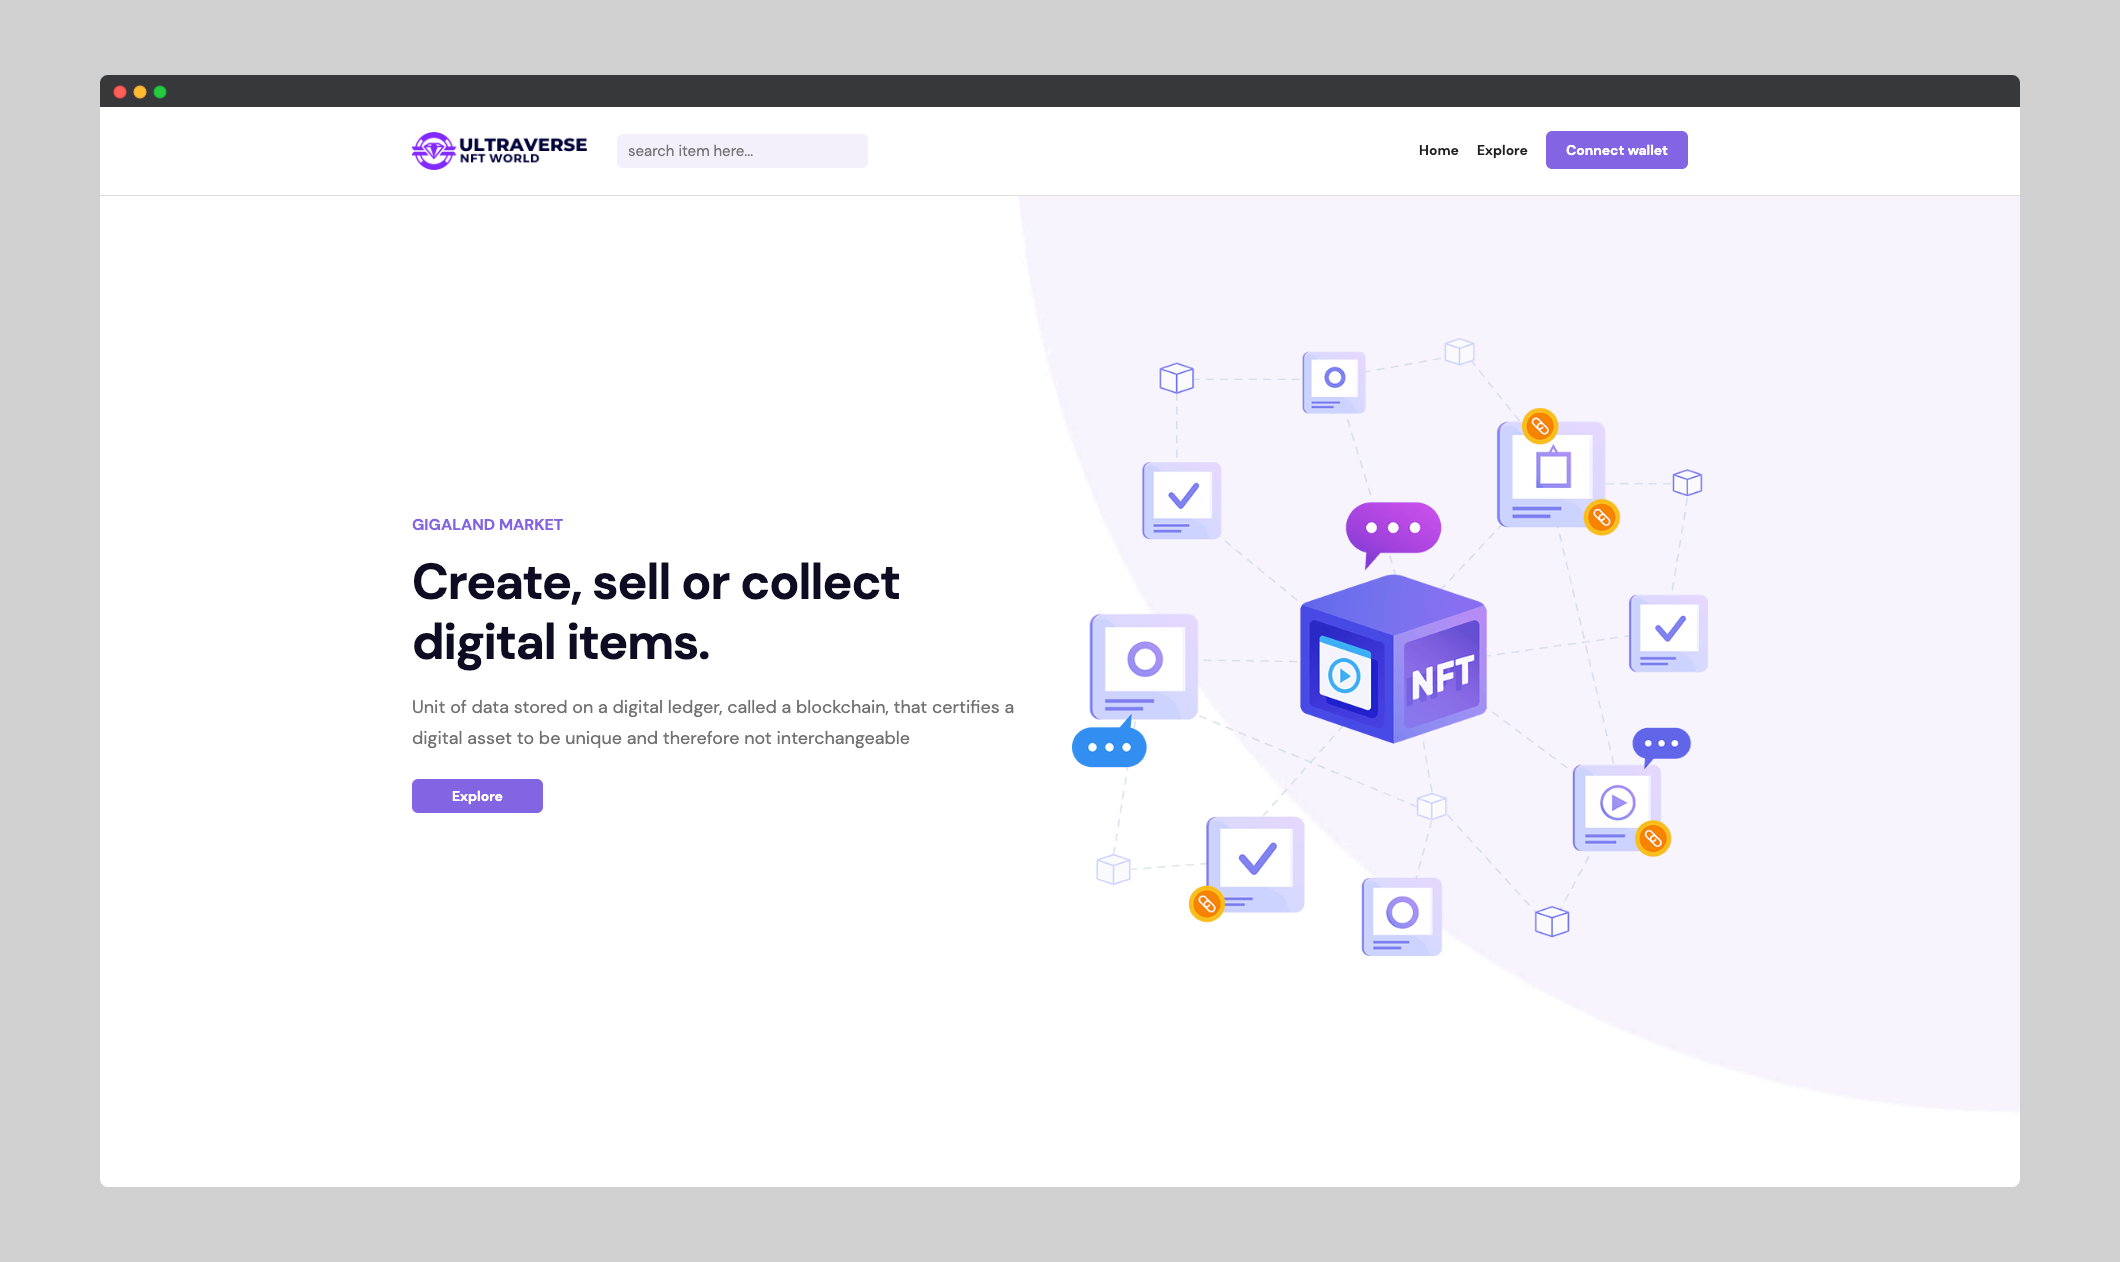 ULTRAVERSE
NFT WORLD
search item here...
Home
Explore
Connect wallet
GIGALAND MARKET
Create, sell or collect
digital items.
Unit of data stored on a digital ledger, called a blockchain, that certifies a
digital asset to be unique and therefore not interchangeable
Explore
NFT